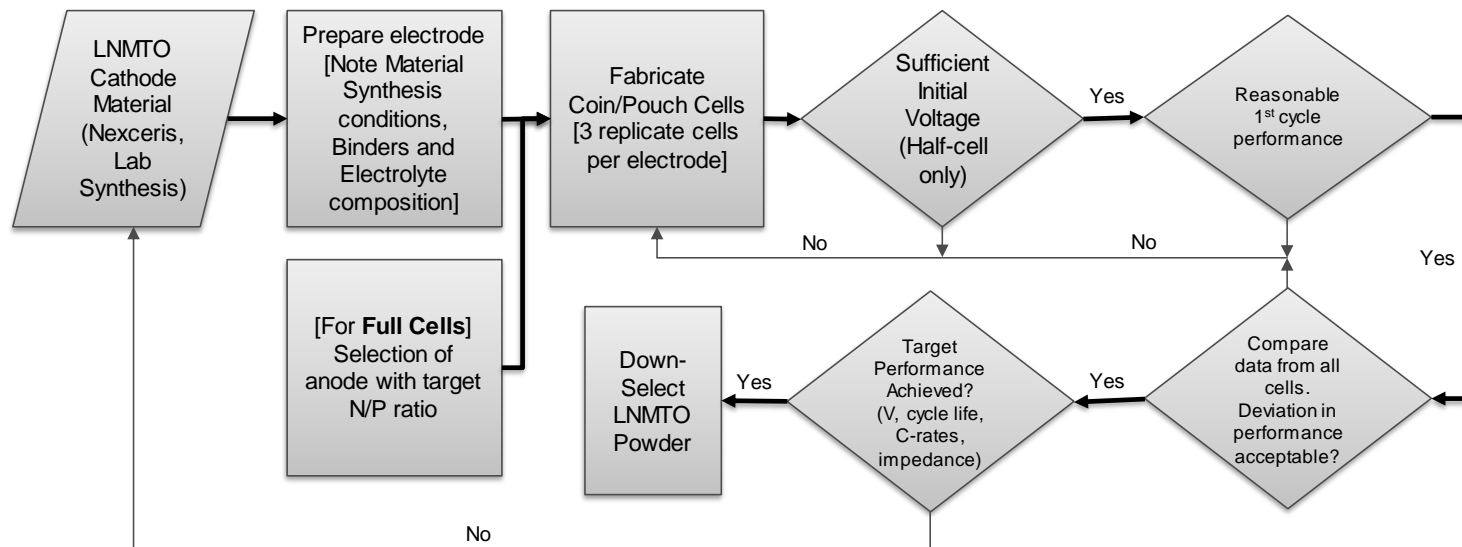 LNMTO
Cathode
Material
(Nexceris,
Lab
Synthesis)
Prepare electrode
[Note Material
Synthesis
conditions,
Binders and
Electrolyte
composition]
Fabricate
Coin/Pouch Cells
[3 replicate cells
per electrode]
Sufficient
Initial
Voltage
(Half-cell
only)
Yes
Reasonable
1st cycle
performance
No
No
Yes
[For Full Cells]
Selection of
anode with target
N/P ratio
Down-
Select
LNMTO
Powder
Yes
Target
Performance
Achieved?
(V, cycle life,
C-rates,
impedance)
Yes
Compare
data from all
cells.
Deviation in
performance
acceptable?
No